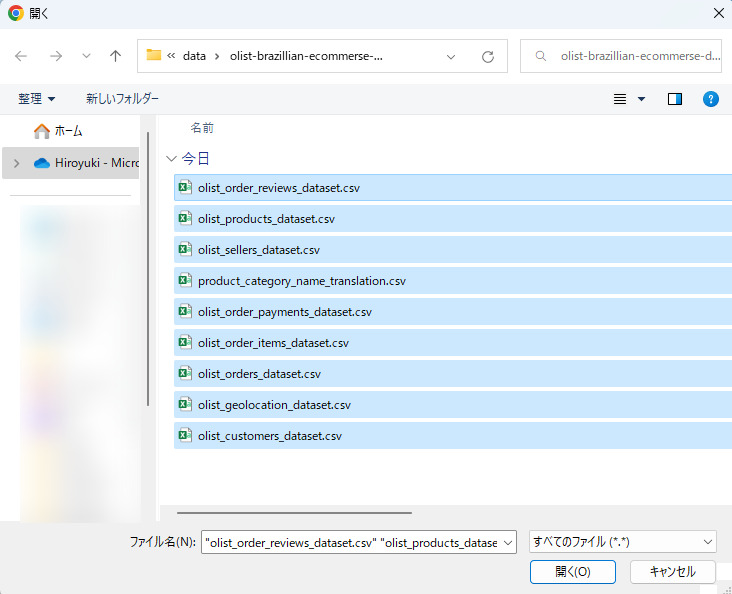 開く
data
olist-brazillian-ecommerse-...
olist-brazillian-ecommerse-d...
整理
新しいフォルダー
ホーム
Hiroyuki - Micro
名前
今日
olist_order_reviews_dataset.csv
olist_products_dataset.csv
olist_sellers_dataset.csv
product_category_name_translation.csv
olist_order_payments_dataset.csv
olist_order_items_dataset.csv
olist_orders_dataset.csv
olist_geolocation_dataset.csv
olist_customers_dataset.csv
ファイル名(N):
"olist_order_reviews_dataset.csv" "olist_products_datase
すべてのファイル (*.*)
開く(O)
キャンセル